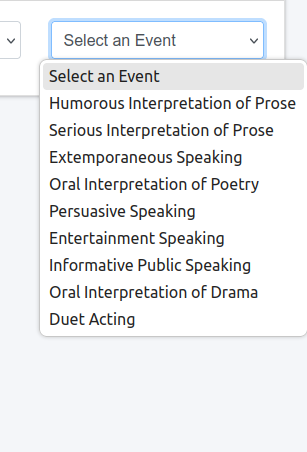 Select an Event
Select an Event
Humorous Interpretation of Prose
Serious Interpretation of Prose
Extemporaneous Speaking
Oral Interpretation of Poetry
Persuasive Speaking
Entertainment Speaking
Informative Public Speaking
Oral Interpretation of Drama
Duet Acting